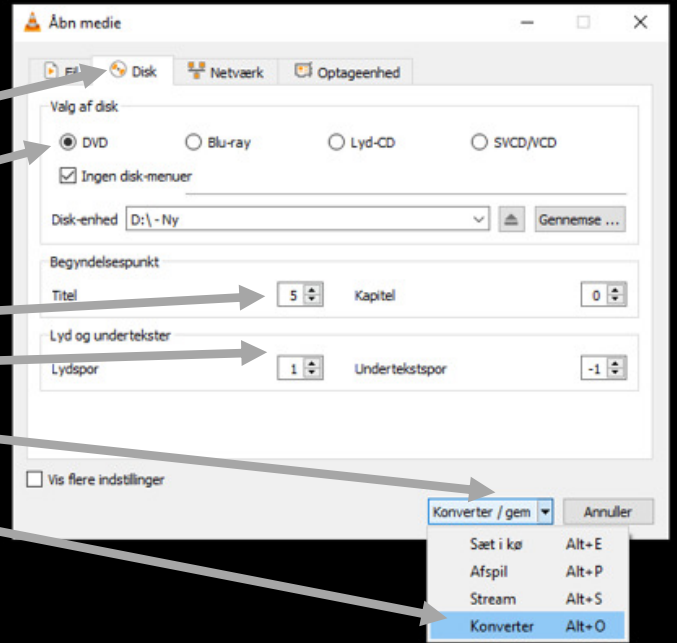 Åbn medie
Disk Netværk Optageenhed
Valg af disk
DVD Blu-ray Lyd-CD SVCD/VCD
Ingen disk-menuer
Disk-enhed D:\ - Ny Gennemse ...
Begyndelsespunkt
Titel 5 Kapitel 0
Lyd og undertekster
Lydspor 1 Undertekstspor -1
Vis flere indstillinger
Konverter / gem Annuller
Sæt i kø Alt+E
Afspil Alt+P
Stream Alt+S
Konverter Alt+O